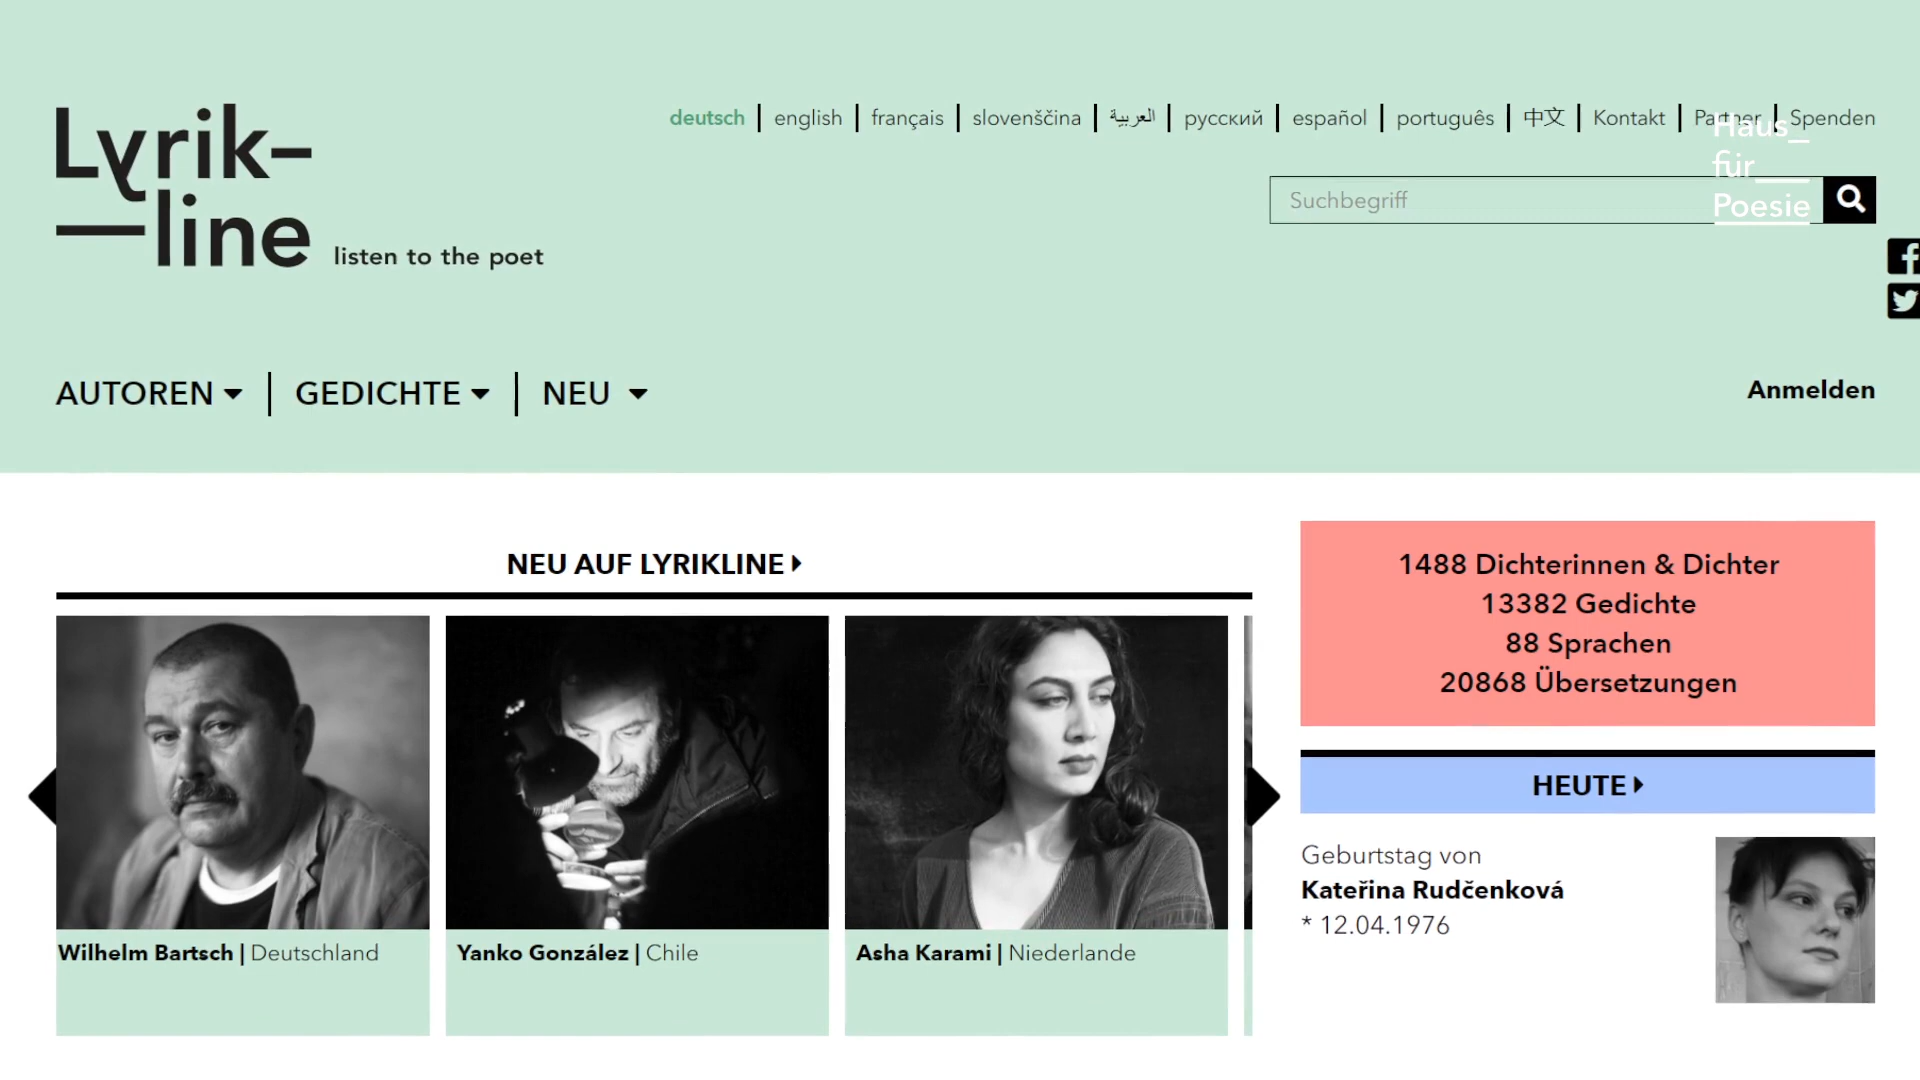 Lyrik-
line
listen to the poet
deutsch | english | français | slovenščina | العربية | русский | español | português | 中文 | Kontakt | Partner | Spenden
Haus_
für__
Poesie
Suchbegriff
AUTOREN | GEDICHTE | NEU
Anmelden
NEU AUF LYRIKLINE
Wilhelm Bartsch | Deutschland
Yanko González | Chile
Asha Karami | Niederlande
1488 Dichterinnen & Dichter
13382 Gedichte
88 Sprachen
20868 Übersetzungen
HEUTE
Geburtstag von
Kateřina Rudčenková
* 12.04.1976